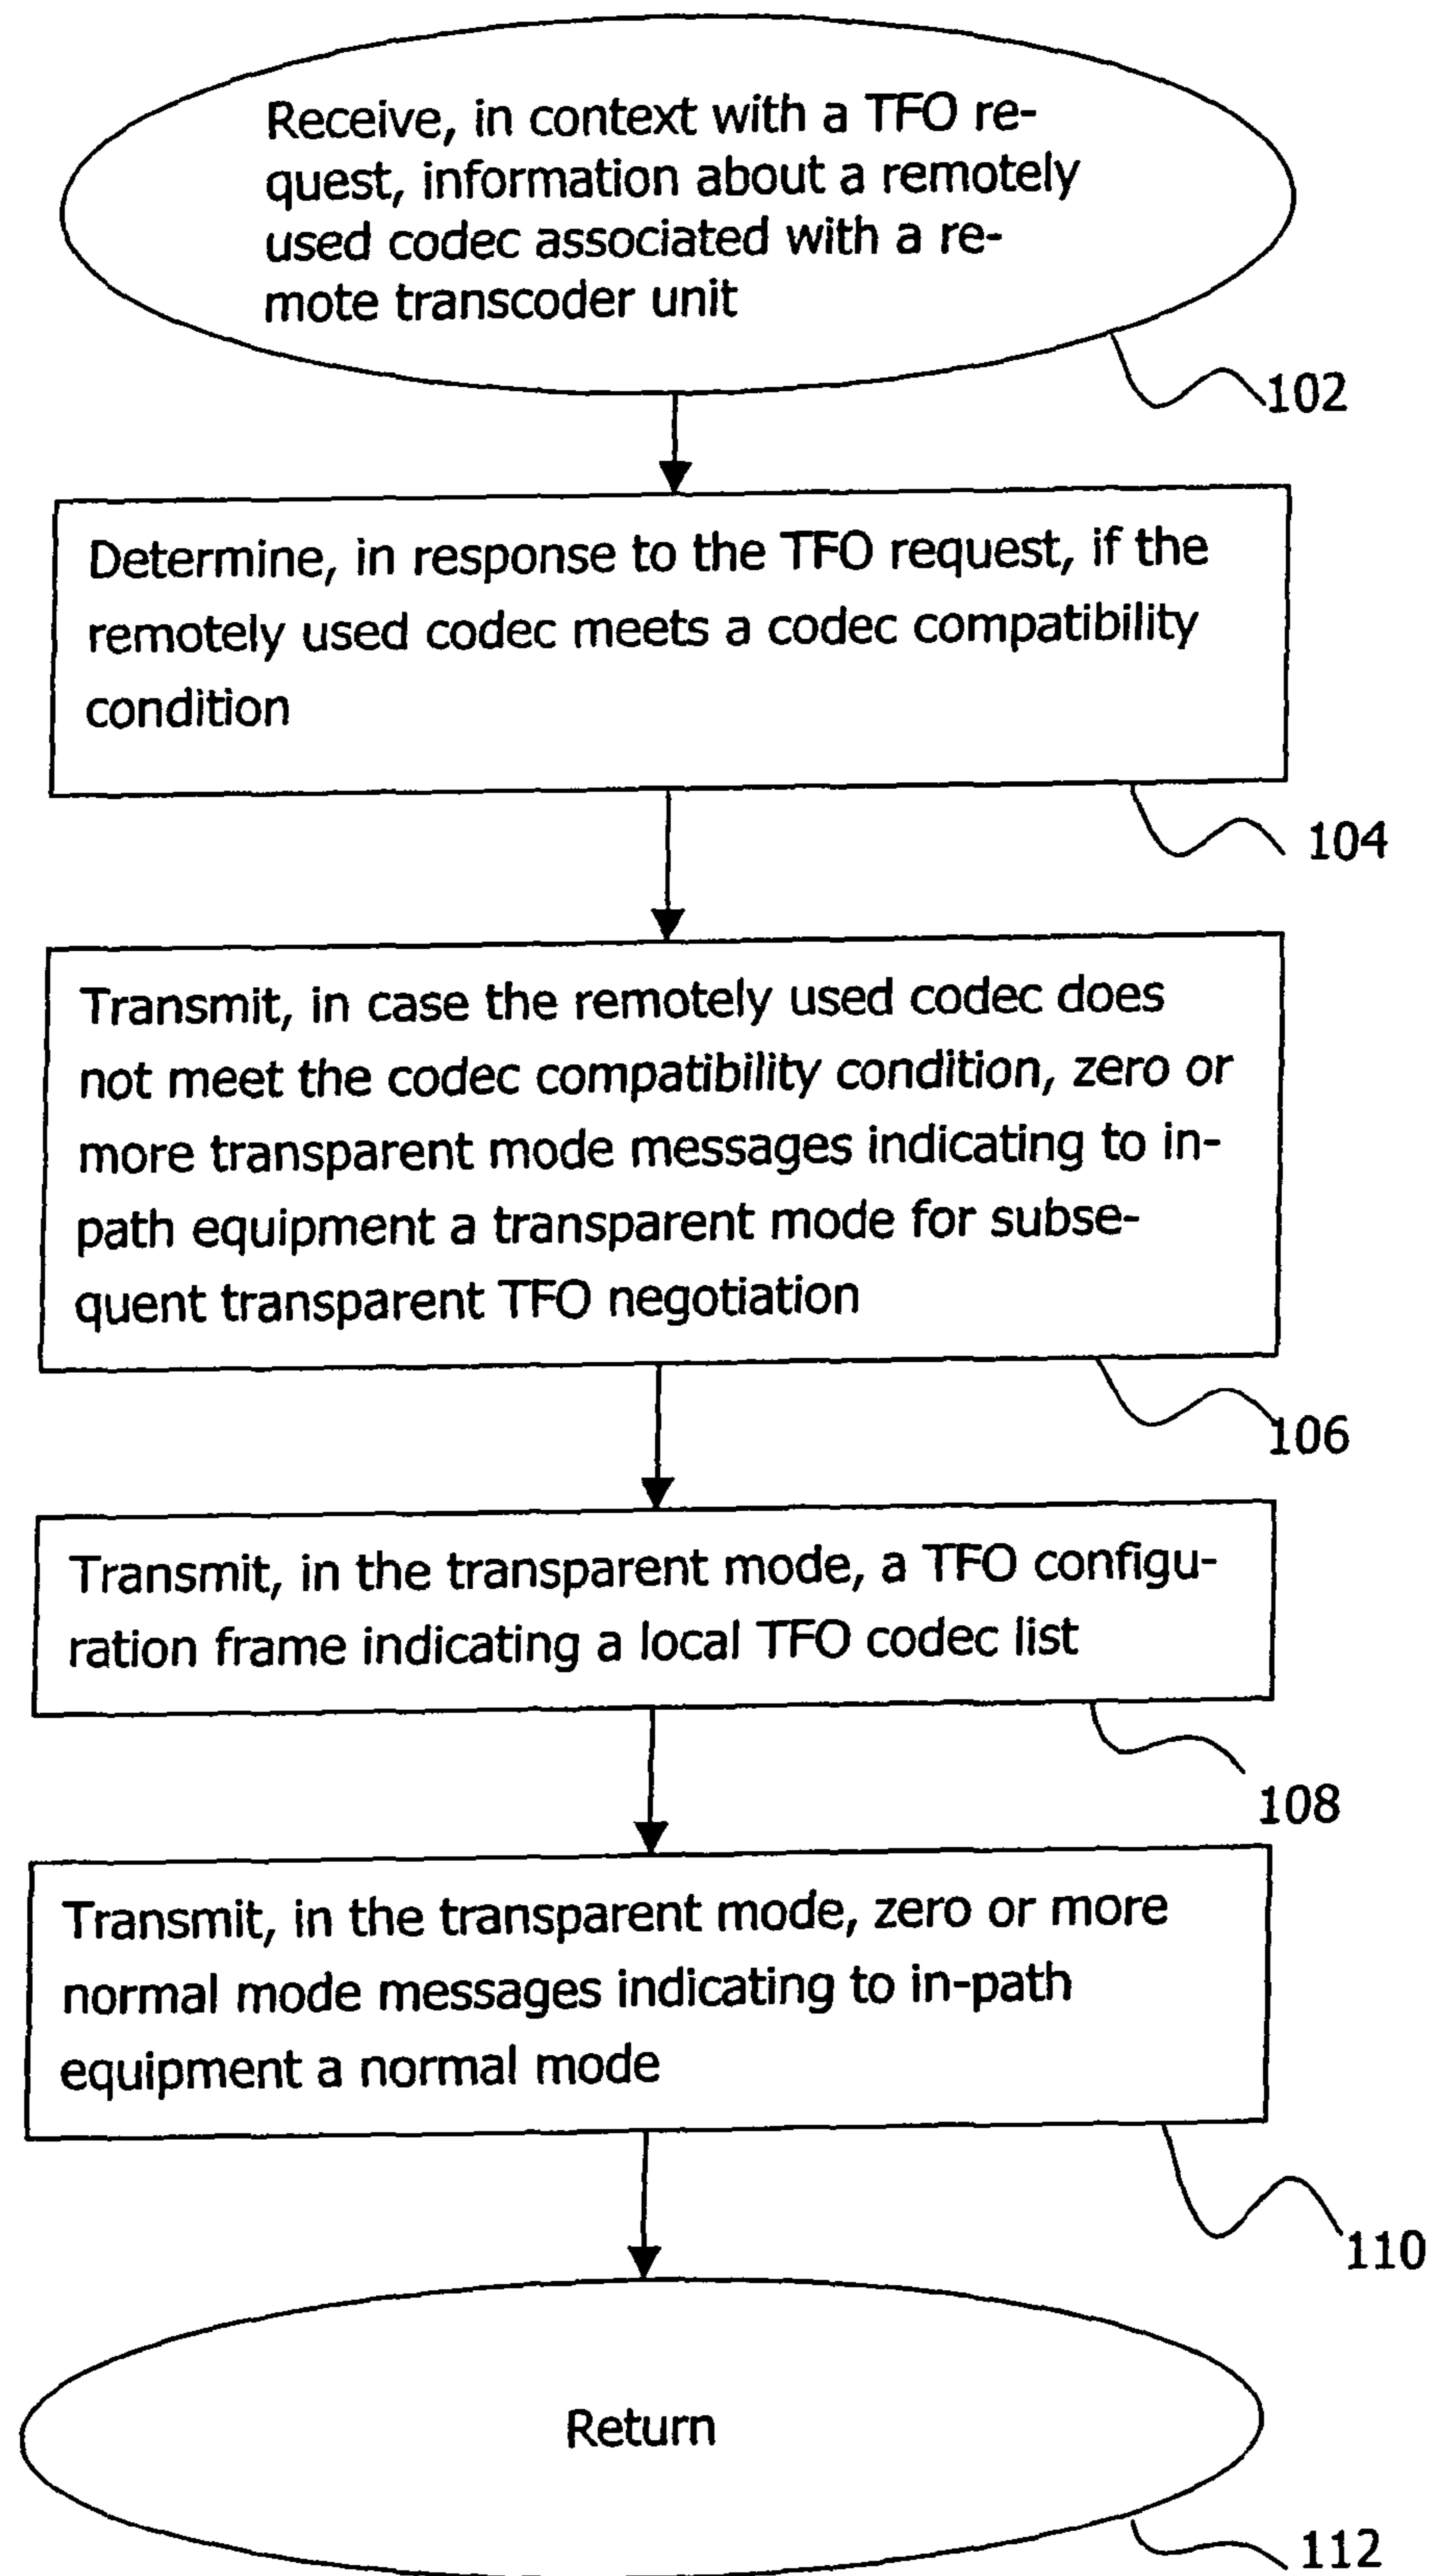 Receive, in context with a TFO re-
quest, information about a remotely
used codec associated with a re-
mote transcoder unit
102
Determine, in response to the TFO request, if the
remotely used codec meets a codec compatibility
condition
104
Transmit, in case the remotely used codec does
not meet the codec compatibility condition, zero or
more transparent mode messages indicating to in-
path equipment a transparent mode for subse-
quent transparent TFO negotiation
106
Transmit, in the transparent mode, a TFO configu-
ration frame indicating a local TFO codec list
108
Transmit, in the transparent mode, zero or more
normal mode messages indicating to in-path
equipment a normal mode
110
Return
112